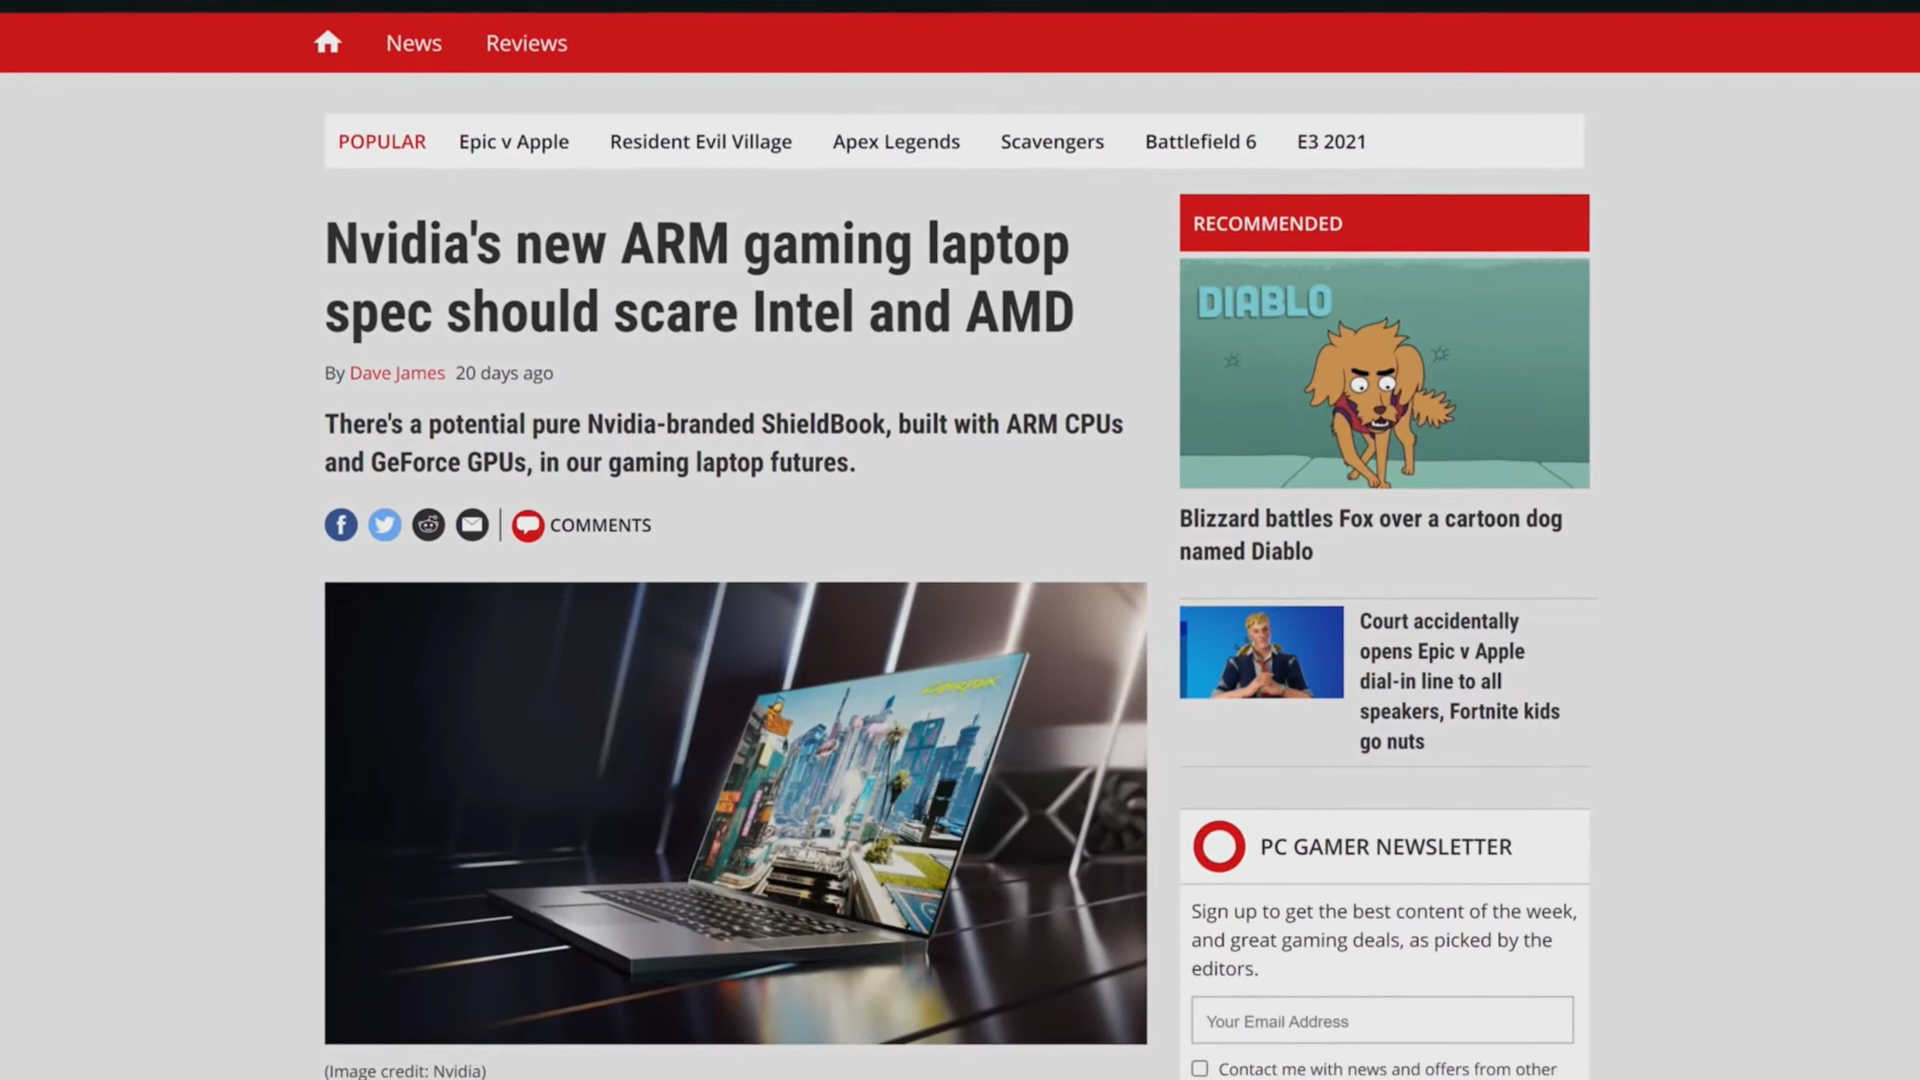 News Reviews
POPULAR Epic v Apple Resident Evil Village Apex Legends Scavengers Battlefield 6 E3 2021
Nvidia's new ARM gaming laptop
spec should scare Intel and AMD
By Dave James 20 days ago
There's a potential pure Nvidia-branded ShieldBook, built with ARM CPUs
and GeForce GPUs, in our gaming laptop futures.
COMMENTS
CYBERPUNK
(Image credit: Nvidia)
RECOMMENDED
DIABLO
Blizzard battles Fox over a cartoon dog
named Diablo
Court accidentally
opens Epic v Apple
dial-in line to all
speakers, Fortnite kids
go nuts
PC GAMER NEWSLETTER
Sign up to get the best content of the week,
and great gaming deals, as picked by the
editors.
Your Email Address
Contact me with news and offers from other